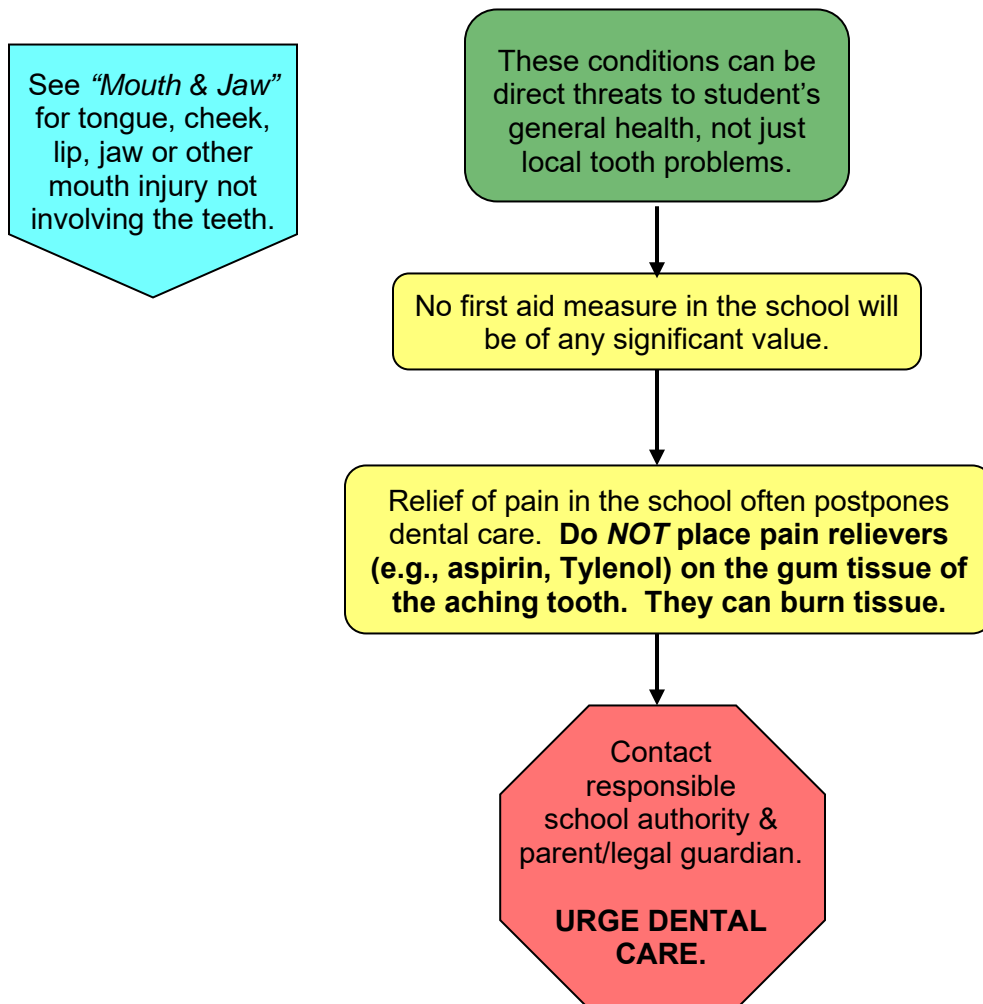 See “Mouth & Jaw”
for tongue, cheek,
lip, jaw or other
mouth injury not
involving the teeth.
These conditions can be
direct threats to student’s
general health, not just
local tooth problems.
No first aid measure in the school will
be of any significant value.
Relief of pain in the school often postpones
dental care.  Do NOT place pain relievers
(e.g., aspirin, Tylenol) on the gum tissue of
the aching tooth.  They can burn tissue.
Contact
responsible
school authority &
parent/legal guardian.
URGE DENTAL
CARE.